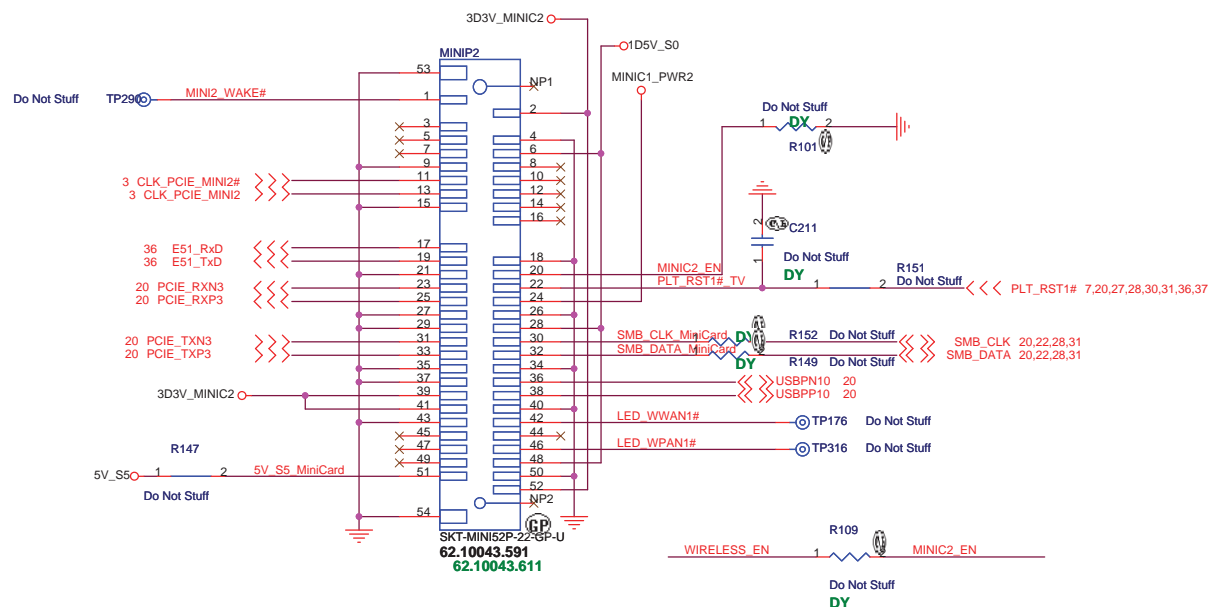 3D3V_MINIC2
1D5V_S0
MINIP2
MINIC1_PWR2
53
NP1
Do Not Stuff TP290 MINI2_WAKE# 1
2
Do Not Stuff
1 DY 2
R101
3
5
7
9
4
6
8
3 CLK_PCIE_MINI2# 11 10
3 CLK_PCIE_MINI2 13 12
15 14
16
2
C211
1
Do Not Stuff
DY
36 E51_RxD 17
36 E51_TxD 19 18
21 20 MINIC2_EN
20 PCIE_RXN3 23 22 PLT_RST1#_TV
20 PCIE_RXP3 25 24
R151
Do Not Stuff
1 2
PLT_RST1# 7,20,27,28,30,31,36,37
27 26
29 28
20 PCIE_TXN3 31 30 SMB_CLK_MiniCard 1 DY R152 Do Not Stuff SMB_CLK 20,22,28,31
20 PCIE_TXP3 33 32 SMB_DATA_MiniCard 2 SMB_DATA 20,22,28,31
DY R149 Do Not Stuff
35 34
37 36 USBPN10 20
3D3V_MINIC2 39 38 USBPP10 20
41 40
43 42 LED_WWAN1# TP176 Do Not Stuff
45 44
47 46 LED_WPAN1# TP316 Do Not Stuff
49 48
R147
5V_S5 1 2 5V_S5_MiniCard 51 50
Do Not Stuff
52
NP2
54
GP
SKT-MINI52P-22-GP-U
62.10043.591
62.10043.611
R109
WIRELESS_EN 1 2 MINIC2_EN
Do Not Stuff
DY